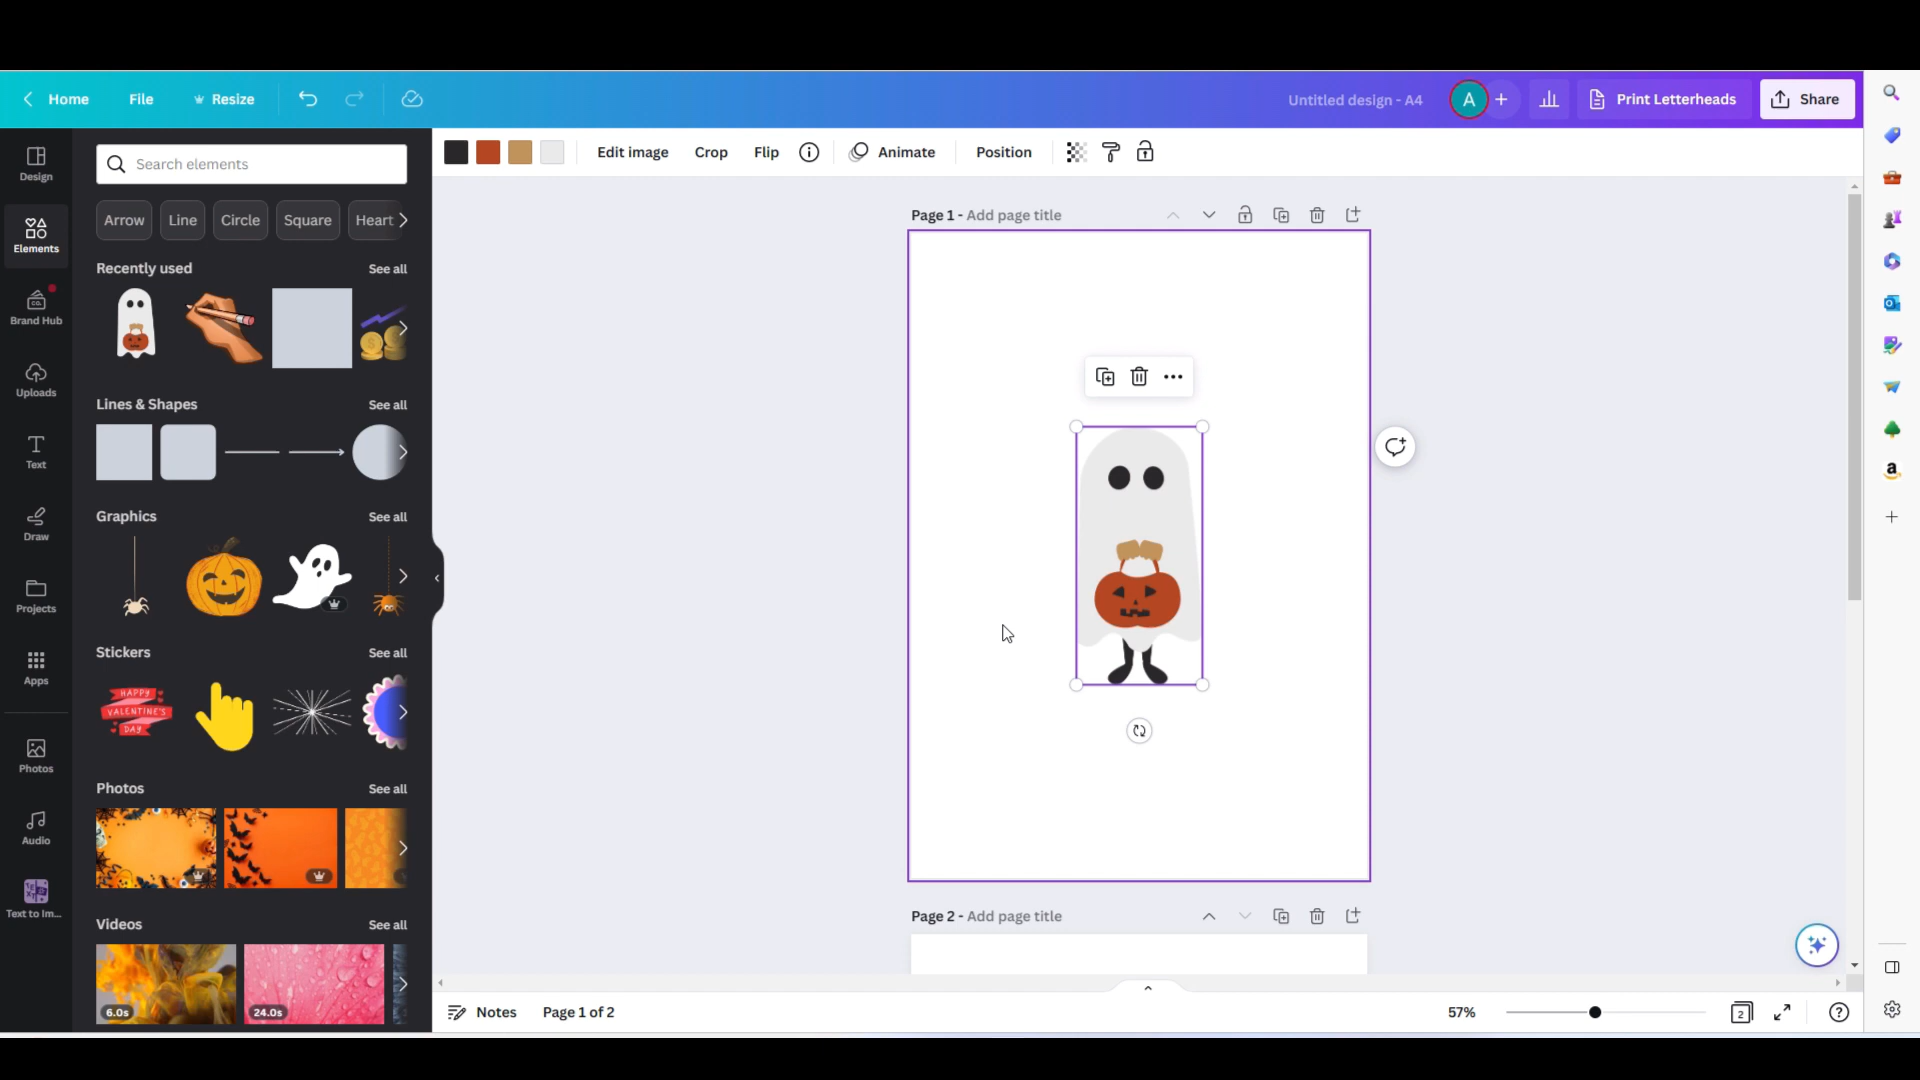 Home File Resize Untitled design - A4 A Print Letterheads Share
Edit image Crop Flip Animate Position
Design
Elements
Brand Hub
Uploads
Text
Draw
Projects
Apps
Photos
Audio
Text to Im...
Search elements
Arrow Line Circle Square Heart
Recently used See all
Lines & Shapes See all
Graphics See all
Stickers See all
HAPPY
VALENTINE'S
DAY
Photos See all
Videos See all
6.0s 24.0s
Page 1 - Add page title
Page 2 - Add page title
Notes Page 1 of 2 57% 2 ?
a